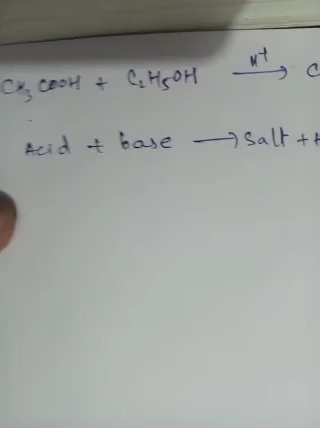 CH₃COOH + C₂H₅OH —H⁺→ C
Acid + base → Salt + H